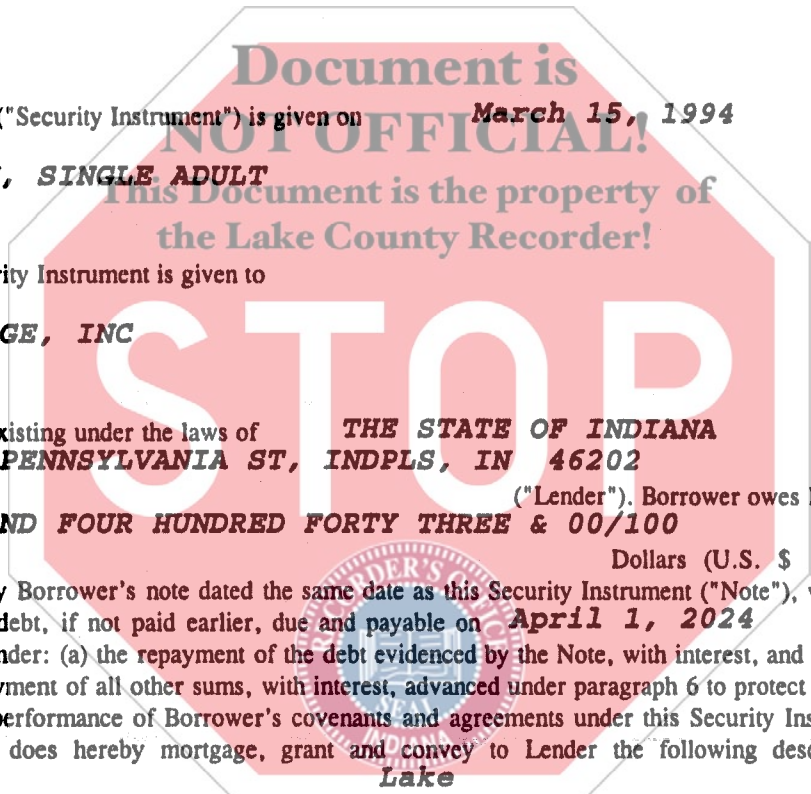 Document is
("Security Instrument") is given on March 15, 1994
NOT OFFICIAL!
, SINGLE ADULT
This Document is the property of
the Lake County Recorder!
rity Instrument is given to
GE, INC
STOP
xisting under the laws of THE STATE OF INDIANA
PENNSYLVANIA ST, INDPLS, IN 46202
("Lender"). Borrower owes
ND FOUR HUNDRED FORTY THREE & 00/100
Dollars (U.S. $
y Borrower's note dated the same date as this Security Instrument ("Note"),
debt, if not paid earlier, due and payable on April 1, 2024
nder: (a) the repayment of the debt evidenced by the Note, with interest, and
yment of all other sums, with interest, advanced under paragraph 6 to protect
performance of Borrower's covenants and agreements under this Security Ins
does hereby mortgage, grant and convey to Lender the following desc
Lake
RECORDER'S OFFICE
SEAL
INDIANA